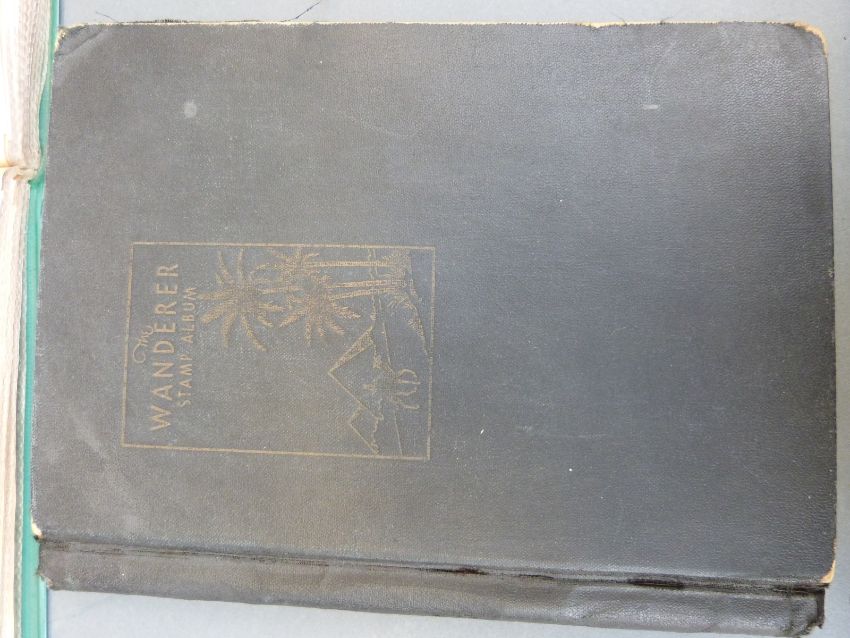 The
WANDERER
STAMP ALBUM